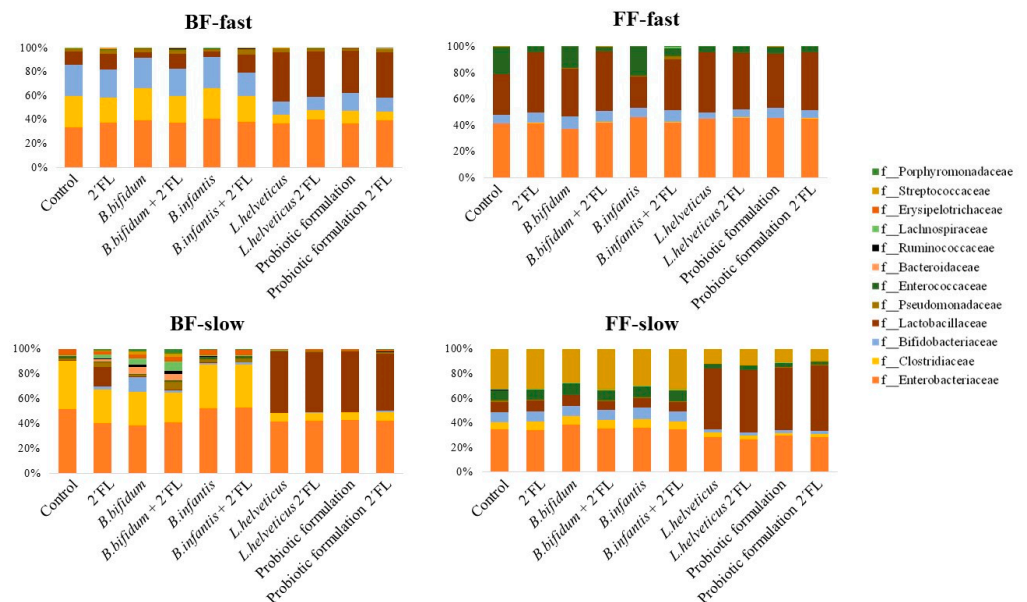 BF-fast
100%
80%
60%
40%
20%
0%
Control
2'FL
B.bifidum
B.bifidum + 2'FL
B.infantis
B.infantis + 2'FL
L.helveticus
L.helveticus 2'FL
Probiotic formulation
Probiotic formulation 2'FL
FF-fast
100%
80%
60%
40%
20%
0%
Control
2'FL
B.bifidum
B.bifidum + 2'FL
B.infantis
B.infantis + 2'FL
L.helveticus
L.helveticus 2'FL
Probiotic formulation
Probiotic formulation 2'FL
BF-slow
100%
80%
60%
40%
20%
0%
Control
2'FL
B.bifidum
B.bifidum + 2'FL
B.infantis
B.infantis + 2'FL
L.helveticus
L.helveticus 2'FL
Probiotic formulation
Probiotic formulation 2'FL
FF-slow
100%
80%
60%
40%
20%
0%
Control
2'FL
B.bifidum
B.bifidum + 2'FL
B.infantis
B.infantis + 2'FL
L.helveticus
L.helveticus 2'FL
Probiotic formulation
Probiotic formulation 2'FL
f__Porphyromonadaceae
f__Streptococcaceae
f__Erysipelotrichaceae
f__Lachnospiraceae
f__Ruminococcaceae
f__Bacteroidaceae
f__Enterococcaceae
f__Pseudomonadaceae
f__Lactobacillaceae
f__Bifidobacteriaceae
f__Clostridiaceae
f__Enterobacteriaceae